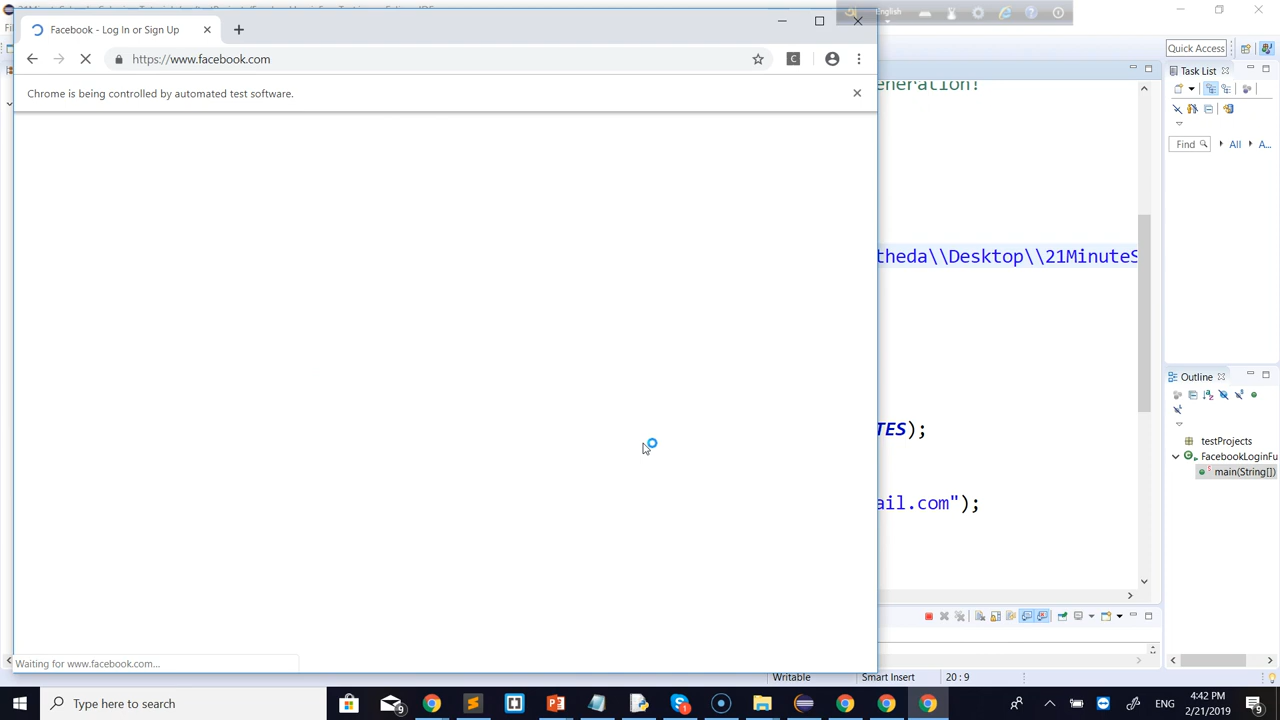 Facebook - Log In or Sign Up
English
https://www.facebook.com
C
Quick Access
Chrome is being controlled by automated test software.
eneration!
Task List
Find
All
A...
theda\\Desktop\\21MinuteS
Outline
TES);
testProjects
FacebookLoginFu
main(String[])
ail.com");
Waiting for www.facebook.com...
Writable
Smart Insert
20 : 9
Type here to search
ENG
4:42 PM
2/21/2019